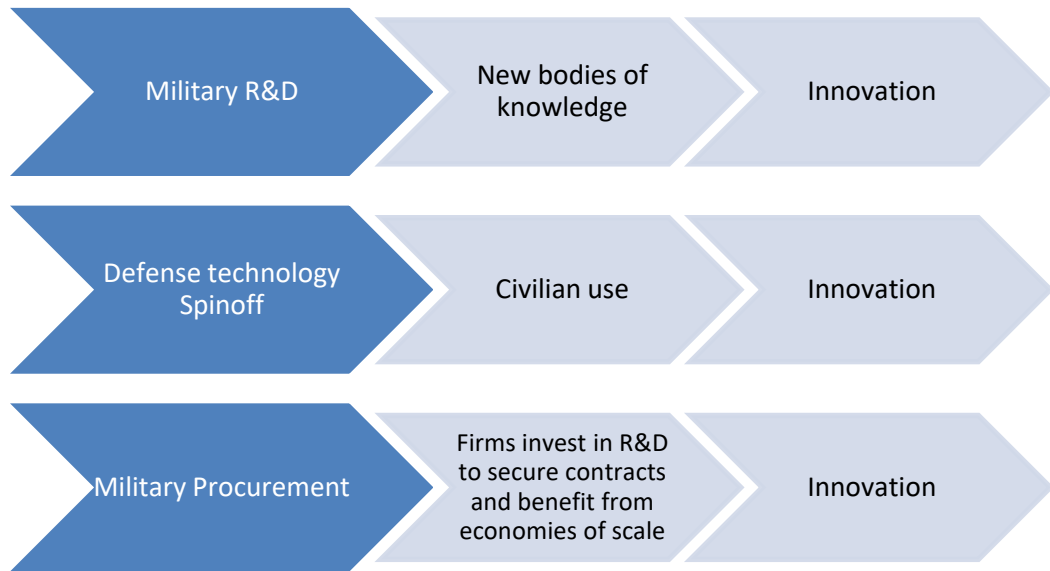 Military R&D
New bodies of
knowledge
Innovation
Defense technology
Spinoff
Civilian use
Innovation
Military Procurement
Firms invest in R&D
to secure contracts
and benefit from
economies of scale
Innovation